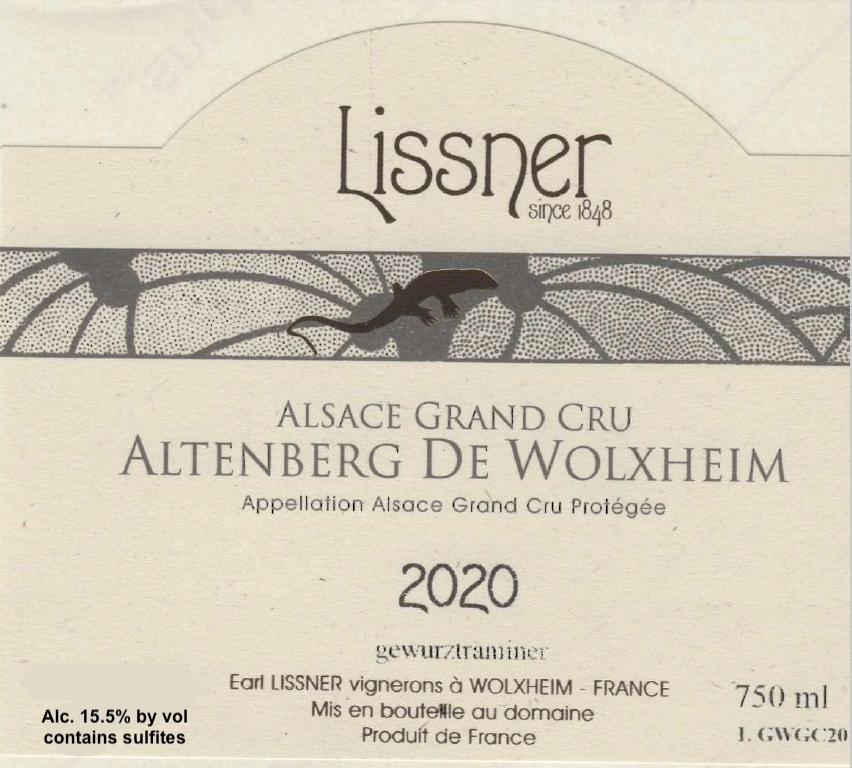 Lissner
since 1848
ALSACE GRAND CRU
ALTENBERG DE WOLXHEIM
Appellation Alsace Grand Cru Protégée
2020
gewurztraminer
Earl LISSNER vignerons à WOLXHEIM - FRANCE
Mis en bouteille au domaine
Produit de France
750 ml
L GWGC20
Alc. 15.5% by vol
contains sulfites